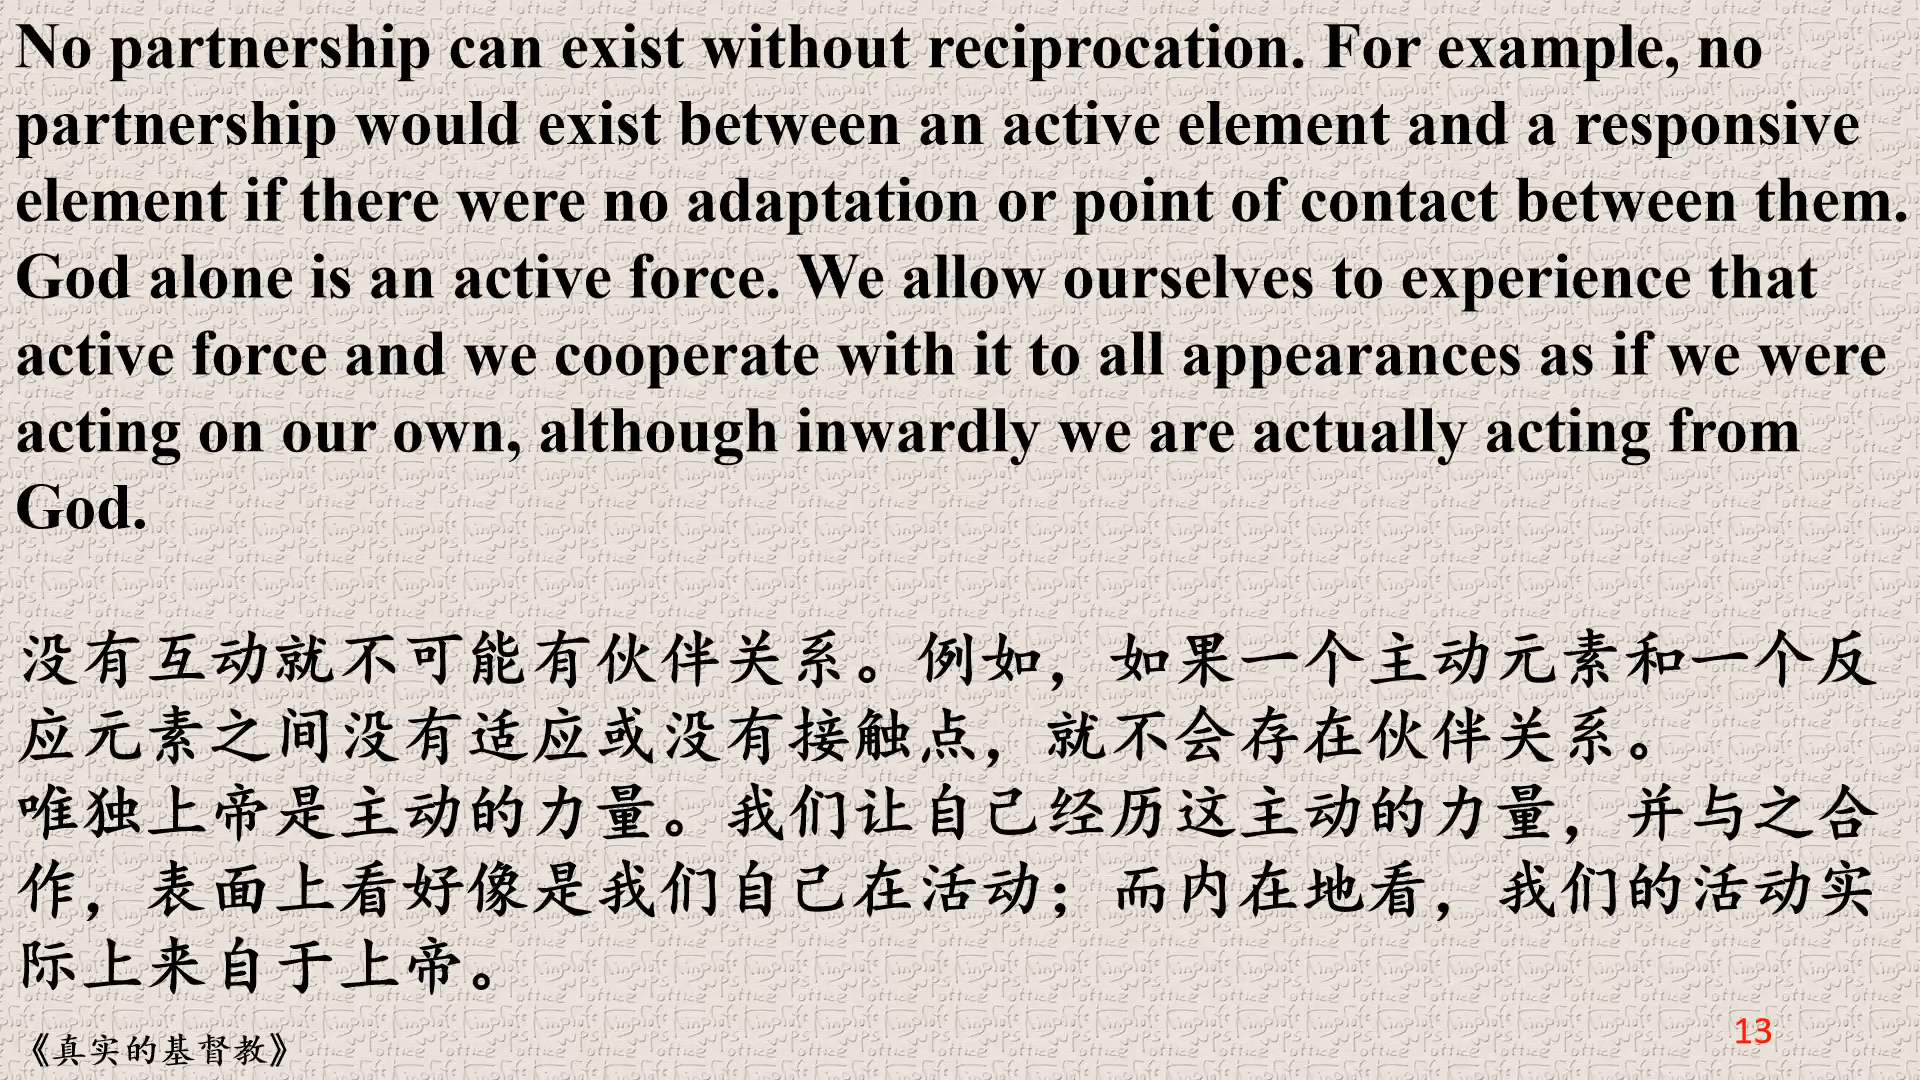 No partnership can exist without reciprocation. For example, no
partnership would exist between an active element and a responsive
element if there were no adaptation or point of contact between them.
God alone is an active force. We allow ourselves to experience that
active force and we cooperate with it to all appearances as if we were
acting on our own, although inwardly we are actually acting from
God.
没有互动就不可能有伙伴关系。例如，如果一个主动元素和一个反
应元素之间没有适应或没有接触点，就不会存在伙伴关系。
唯独上帝是主动的力量。我们让自己经历这主动的力量，并与之合
作，表面上看好像是我们自己在活动；而内在地看，我们的活动实
际上来自于上帝。
《真实的基督教》
13